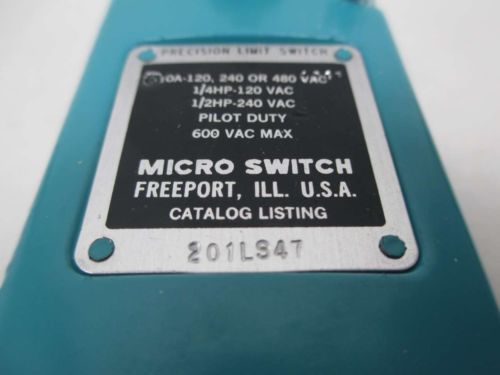 PRECISION LIMIT SWITCH
0A-120, 240 OR 480 VAC
1/4HP-120 VAC
1/2HP-240 VAC
PILOT DUTY
600 VAC MAX
MICRO SWITCH
FREEPORT, ILL. U.S.A.
CATALOG LISTING
201LS47